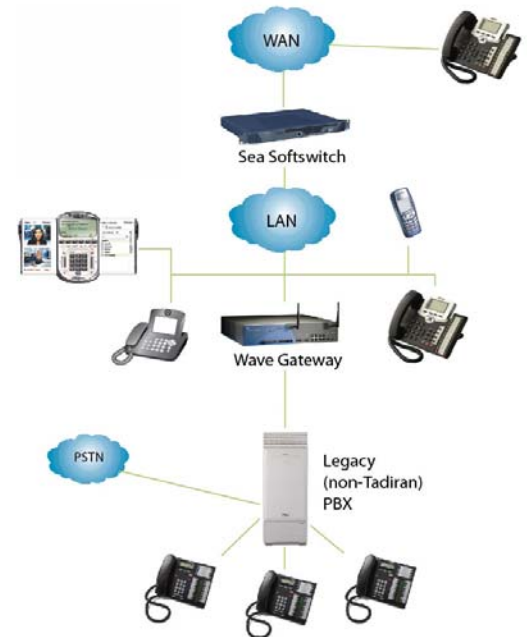 WAN
Sea Softswitch
LAN
Wave Gateway
PSTN
Legacy
(non-Tadiran)
PBX